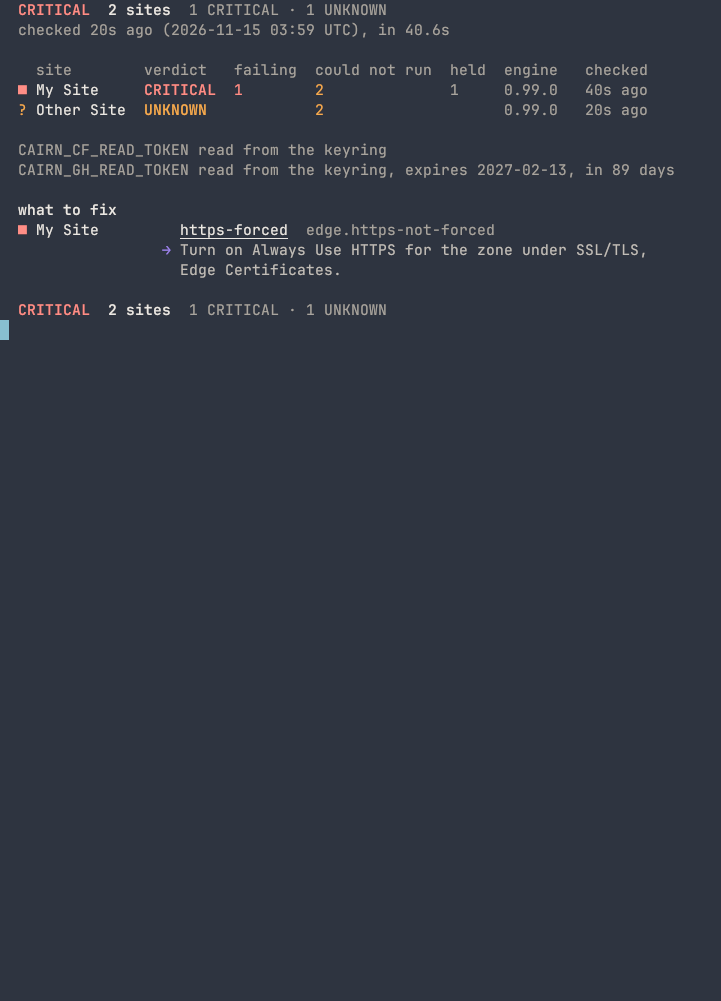 CRITICAL  2 sites  1 CRITICAL · 1 UNKNOWN
checked 20s ago (2026-11-15 03:59 UTC), in 40.6s
site        verdict   failing  could not run  held  engine   checked
■ My Site     CRITICAL  1        2              1     0.99.0   40s ago
? Other Site  UNKNOWN            2                    0.99.0   20s ago
CAIRN_CF_READ_TOKEN read from the keyring
CAIRN_GH_READ_TOKEN read from the keyring, expires 2027-02-13, in 89 days
what to fix
■ My Site         https-forced  edge.https-not-forced
→ Turn on Always Use HTTPS for the zone under SSL/TLS,
Edge Certificates.
CRITICAL  2 sites  1 CRITICAL · 1 UNKNOWN